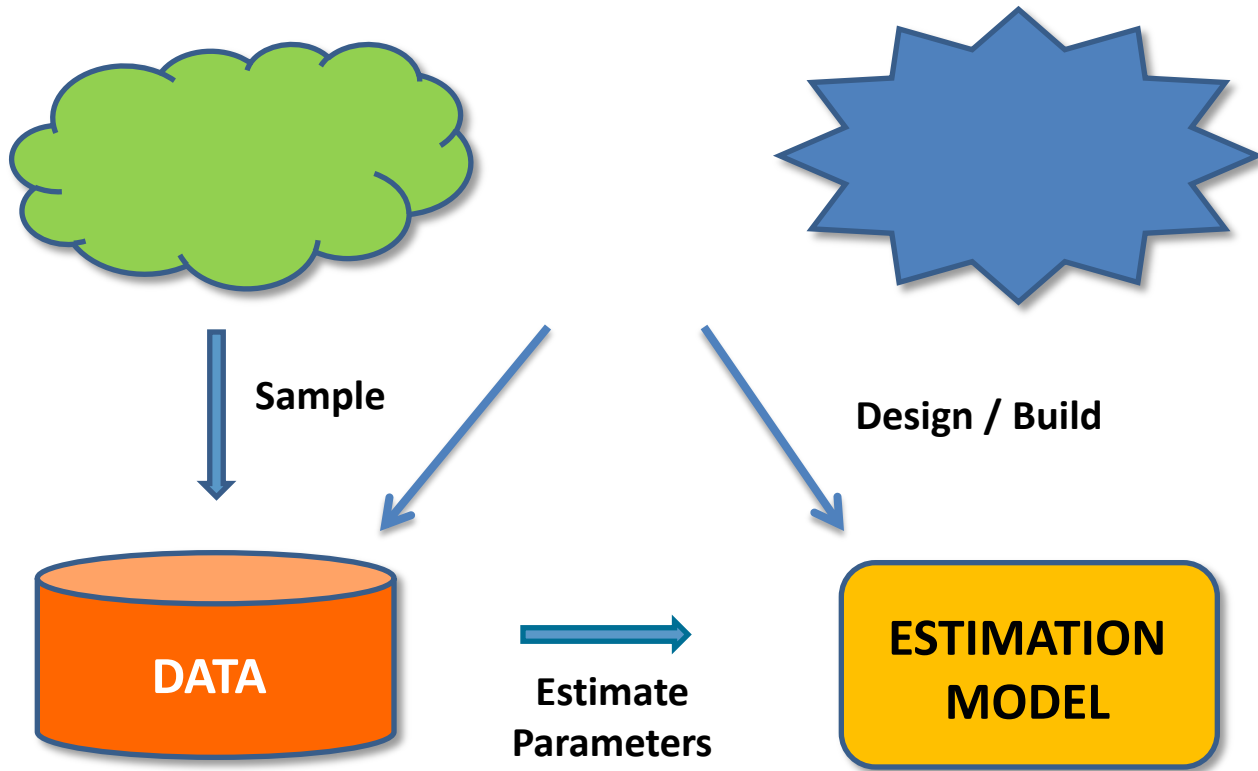 Sample
Design / Build
DATA
Estimate
Parameters
ESTIMATION
MODEL